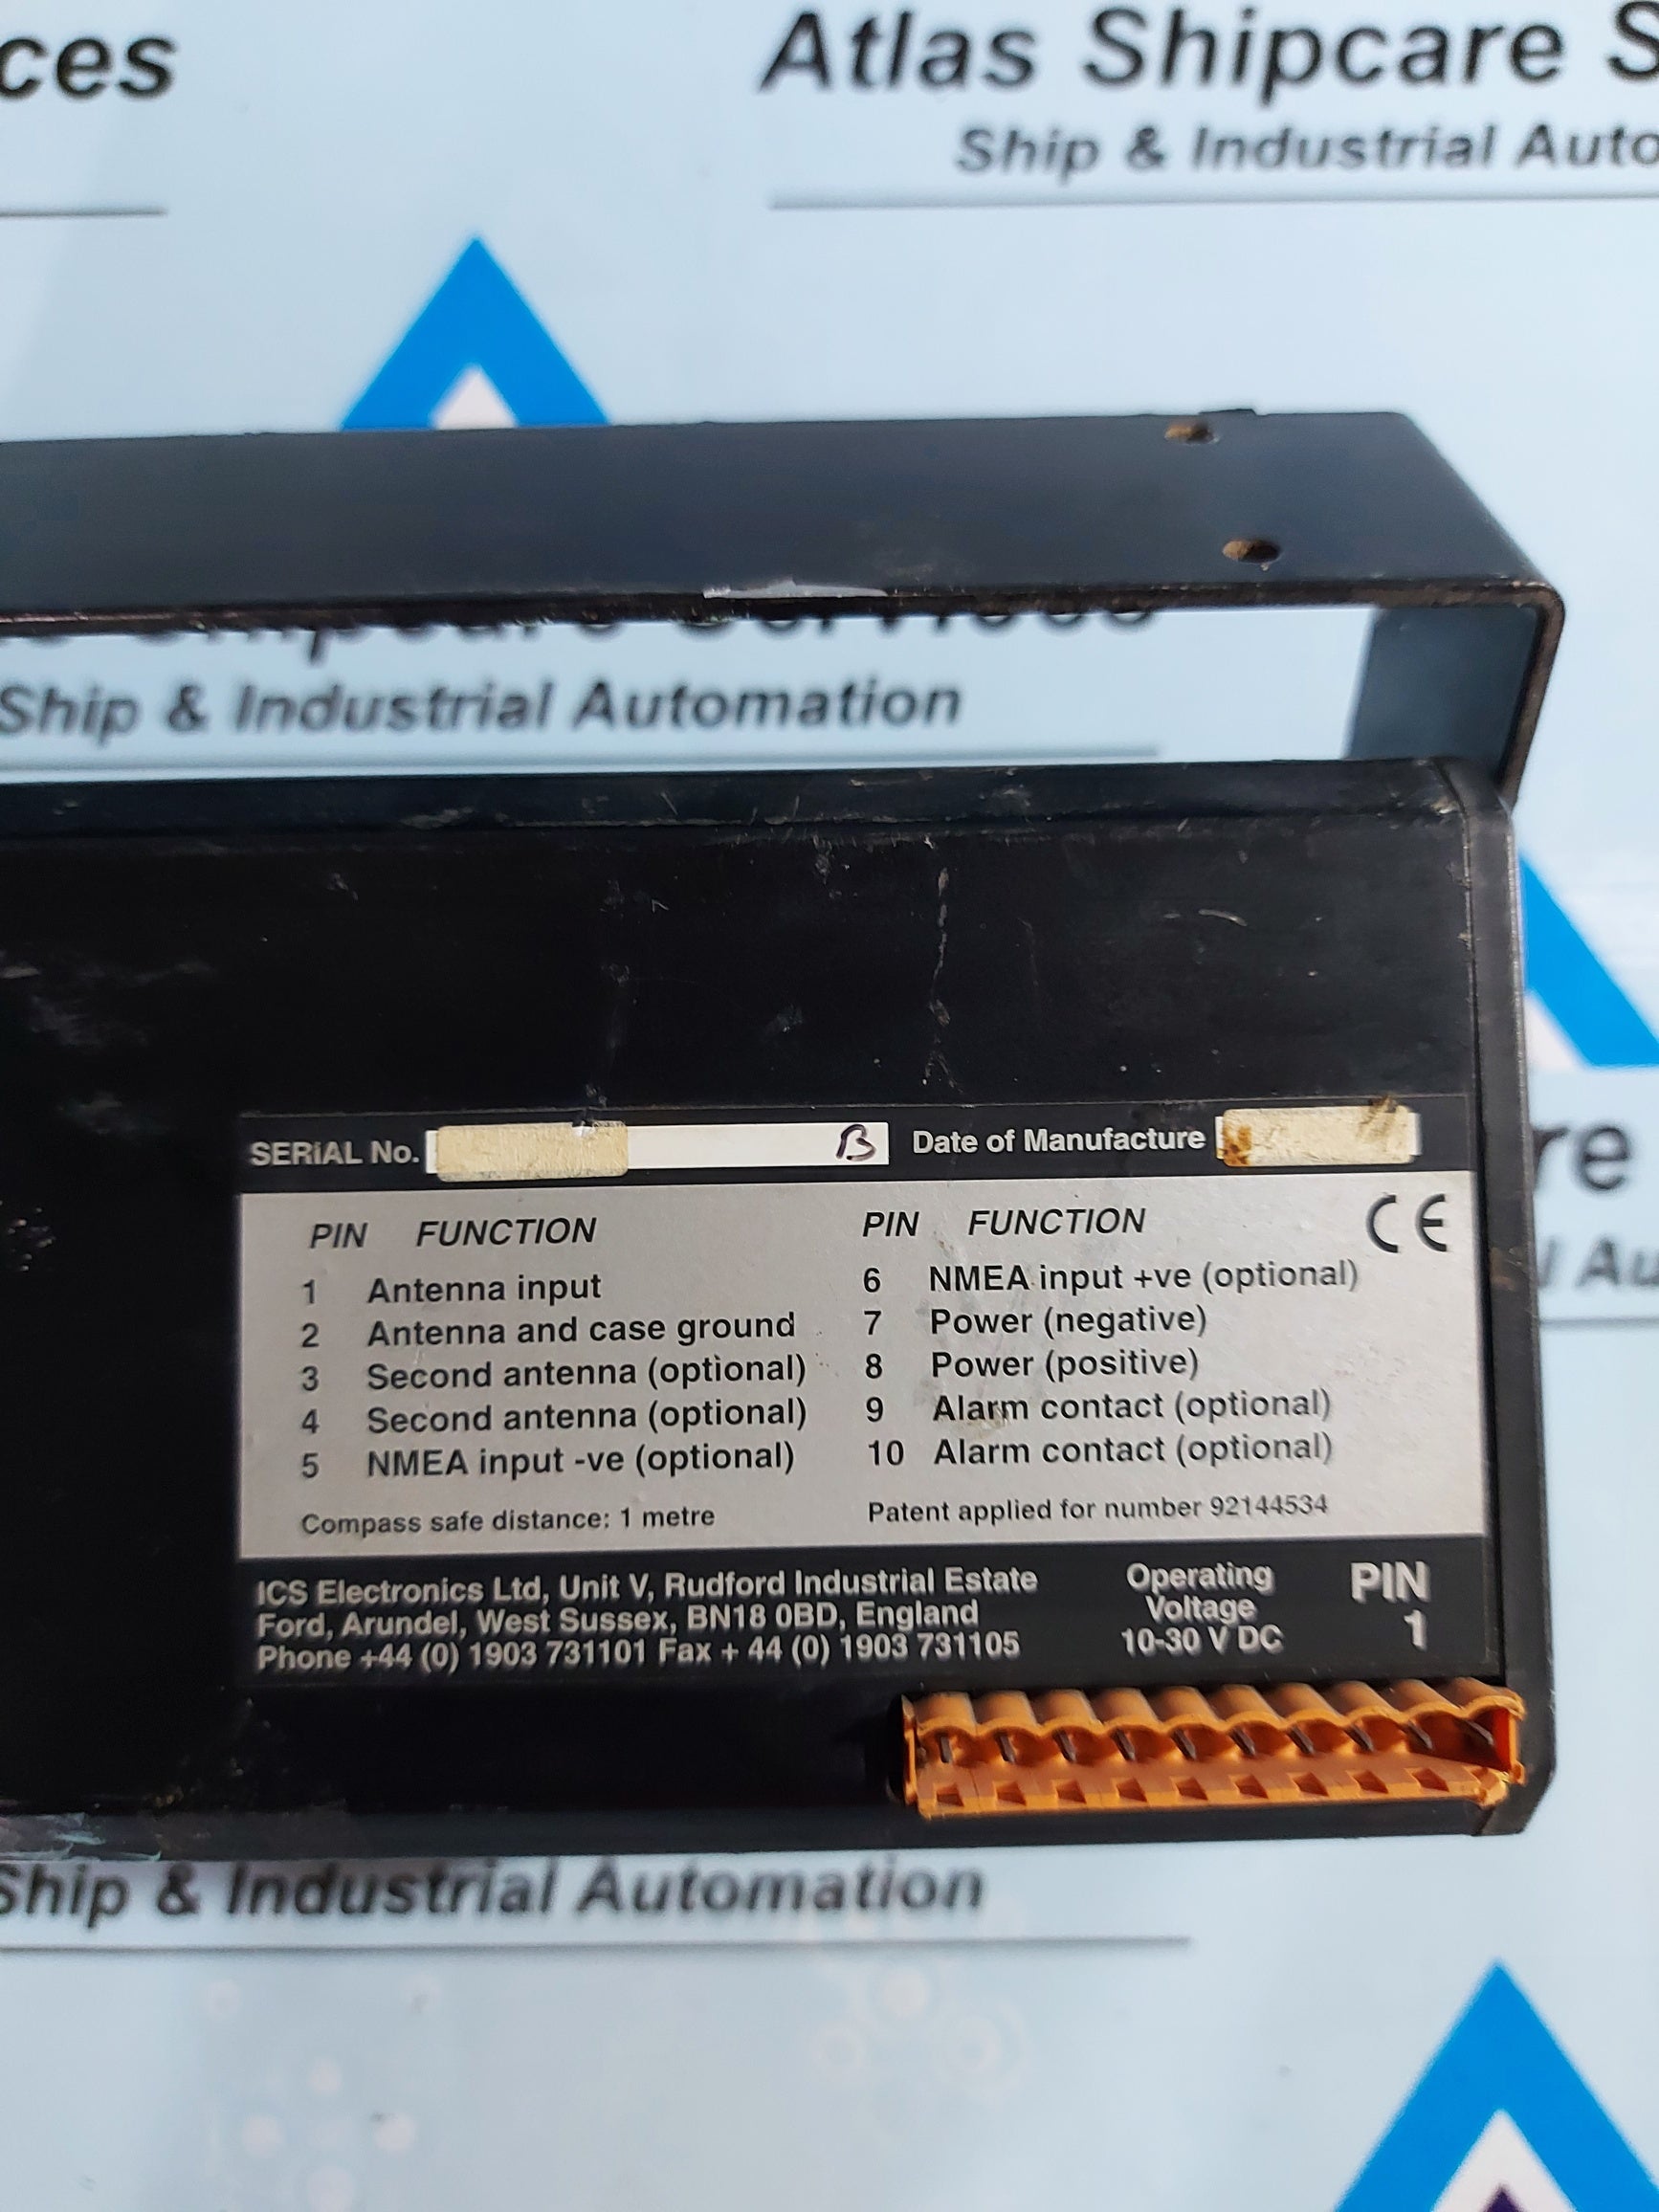 ces
Atlas Shipcare S
Ship & Industrial Auto
Ship & Industrial Automation
SERIAL No.
B
Date of Manufacture
PIN FUNCTION
1 Antenna input
2 Antenna and case ground
3 Second antenna (optional)
4 Second antenna (optional)
5 NMEA input -ve (optional)
PIN FUNCTION
CE
6 NMEA input +ve (optional)
7 Power (negative)
8 Power (positive)
9 Alarm contact (optional)
10 Alarm contact (optional)
Compass safe distance: 1 metre
Patent applied for number 92144534
ICS Electronics Ltd, Unit V, Rudford Industrial Estate
Ford, Arundel, West Sussex, BN18 0BD, England
Phone +44 (0) 1903 731101 Fax + 44 (0) 1903 731105
Operating
Voltage
10-30 V DC
PIN
1
re
l Au
Ship & Industrial Automation